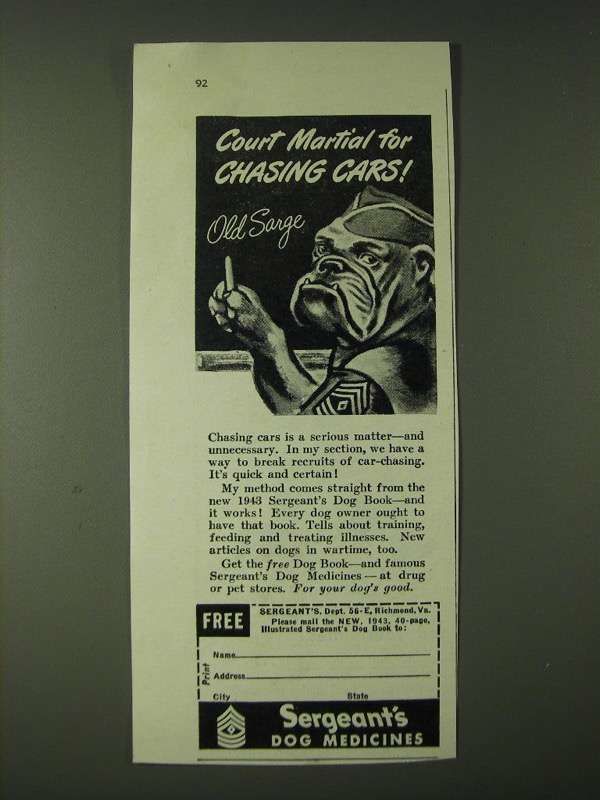 92
Court Martial for
CHASING CARS!
Old Sarge
Chasing cars is a serious matter—and
unnecessary. In my section, we have a
way to break recruits of car-chasing.
It's quick and certain!
My method comes straight from the
new 1943 Sergeant's Dog Book—and
it works! Every dog owner ought to
have that book. Tells about training,
feeding and treating illnesses. New
articles on dogs in wartime, too.
Get the free Dog Book—and famous
Sergeant's Dog Medicines—at drug
or pet stores. For your dog's good.
FREE
SERGEANT'S, Dept. 56-E, Richmond, Va.
Please mail the NEW, 1943, 40-page,
Illustrated Sergeant's Dog Book to:
Print
Name
Address
City State
Sergeant's
DOG MEDICINES